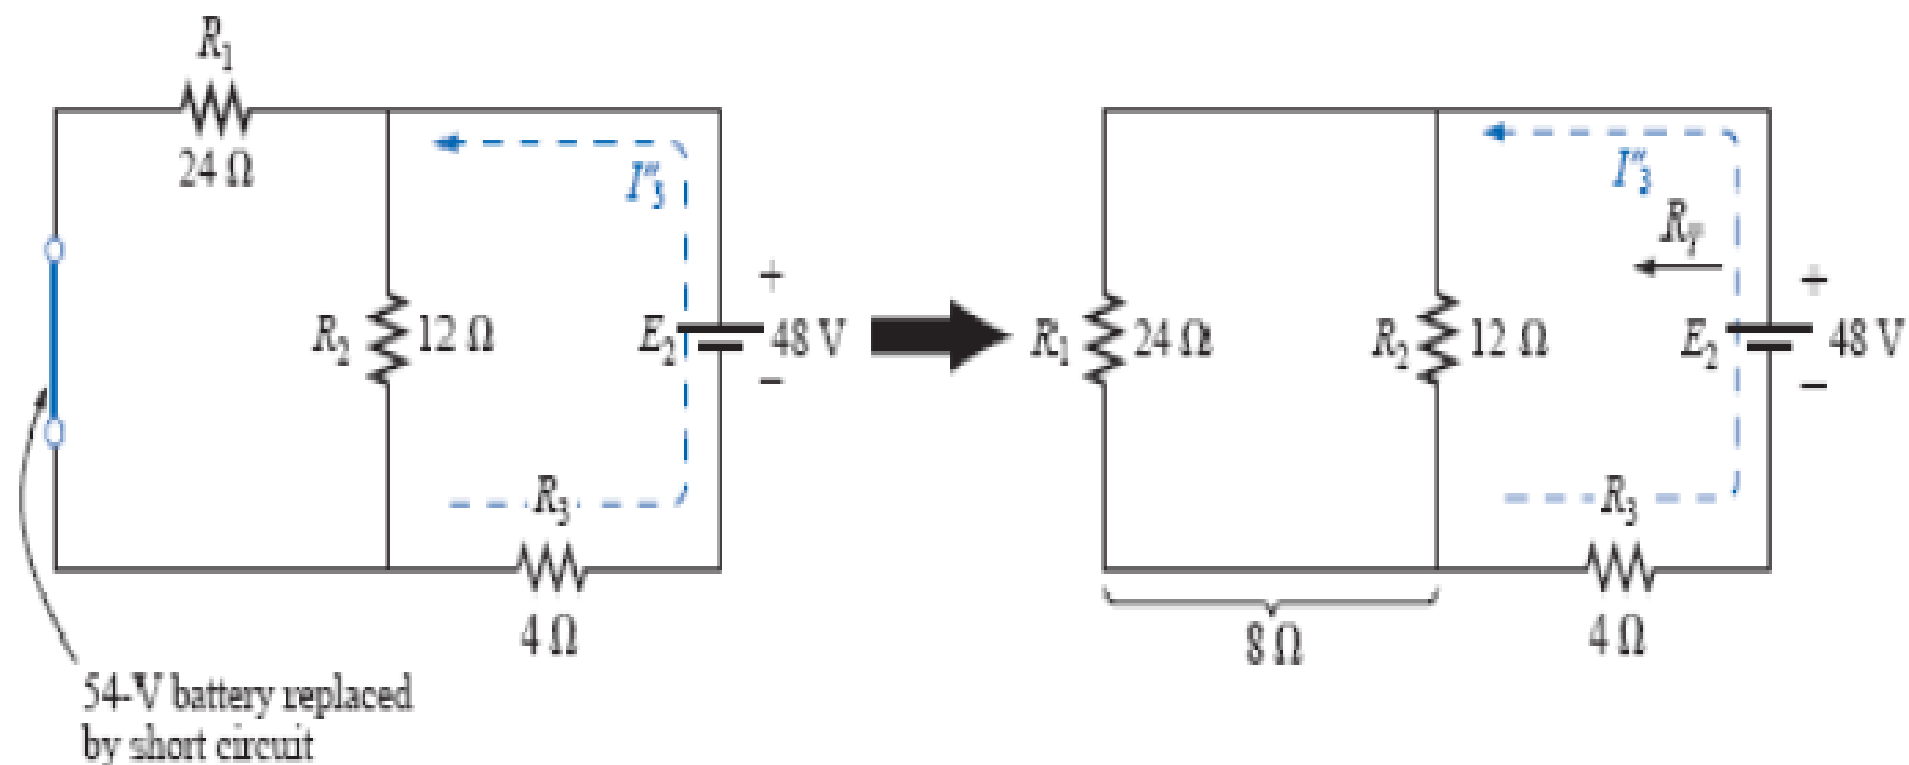 R1
24 Ω
I″3
R2
12 Ω
E2
+
48 V
−
R3
4 Ω
54-V battery replaced
by short circuit
I″3
RT
R1
24 Ω
R2
12 Ω
E2
+
48 V
−
R3
8 Ω
4 Ω